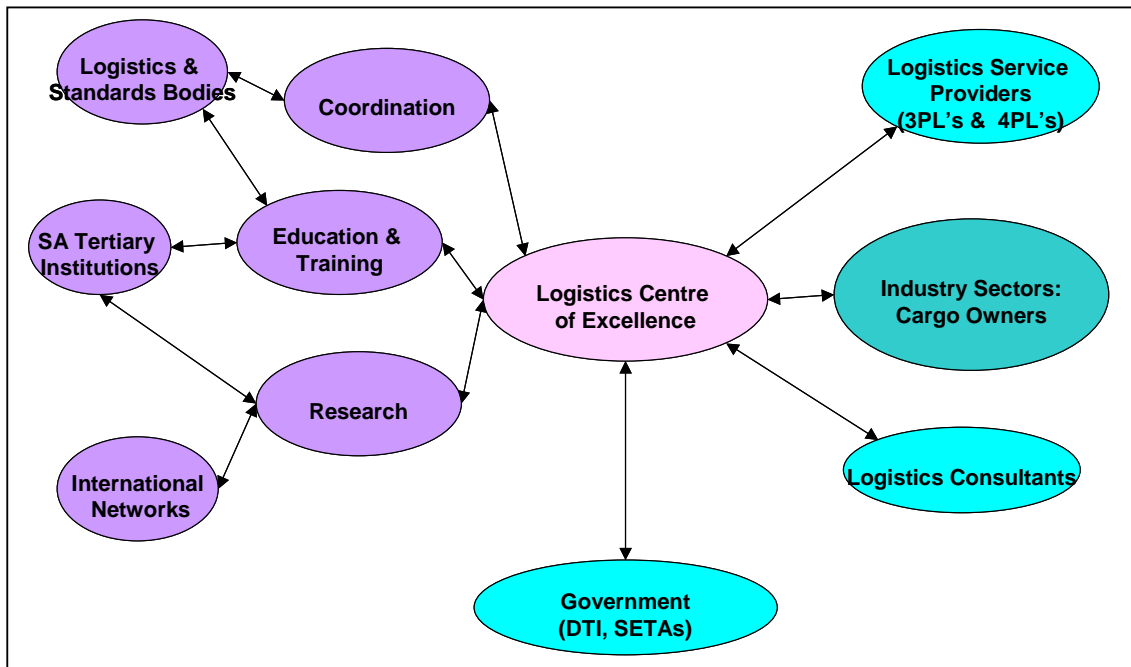 Logistics &
Standards Bodies
Coordination
Logistics Service
Providers
(3PL's & 4PL's)
SA Tertiary
Institutions
Education &
Training
Logistics Centre
of Excellence
Industry Sectors:
Cargo Owners
Research
International
Networks
Logistics Consultants
Government
(DTI, SETAs)